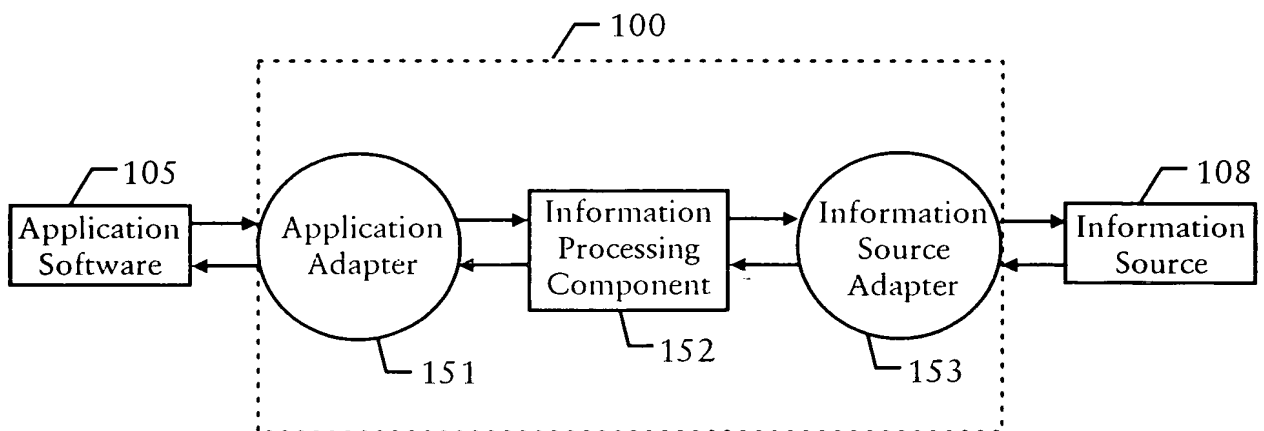 100
105
108
Application
Software
Application
Adapter
Information
Processing
Component
Information
Source
Adapter
Information
Source
151
152
153